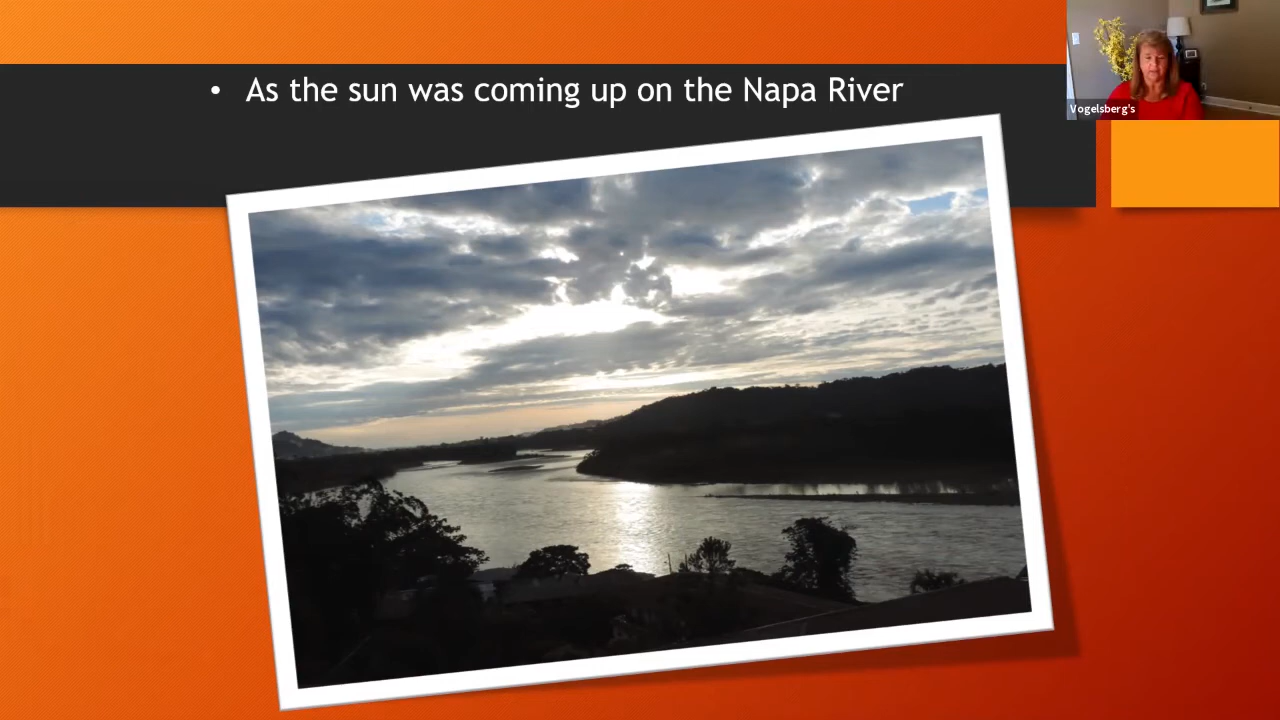 • As the sun was coming up on the Napa River
Vogelsberg's